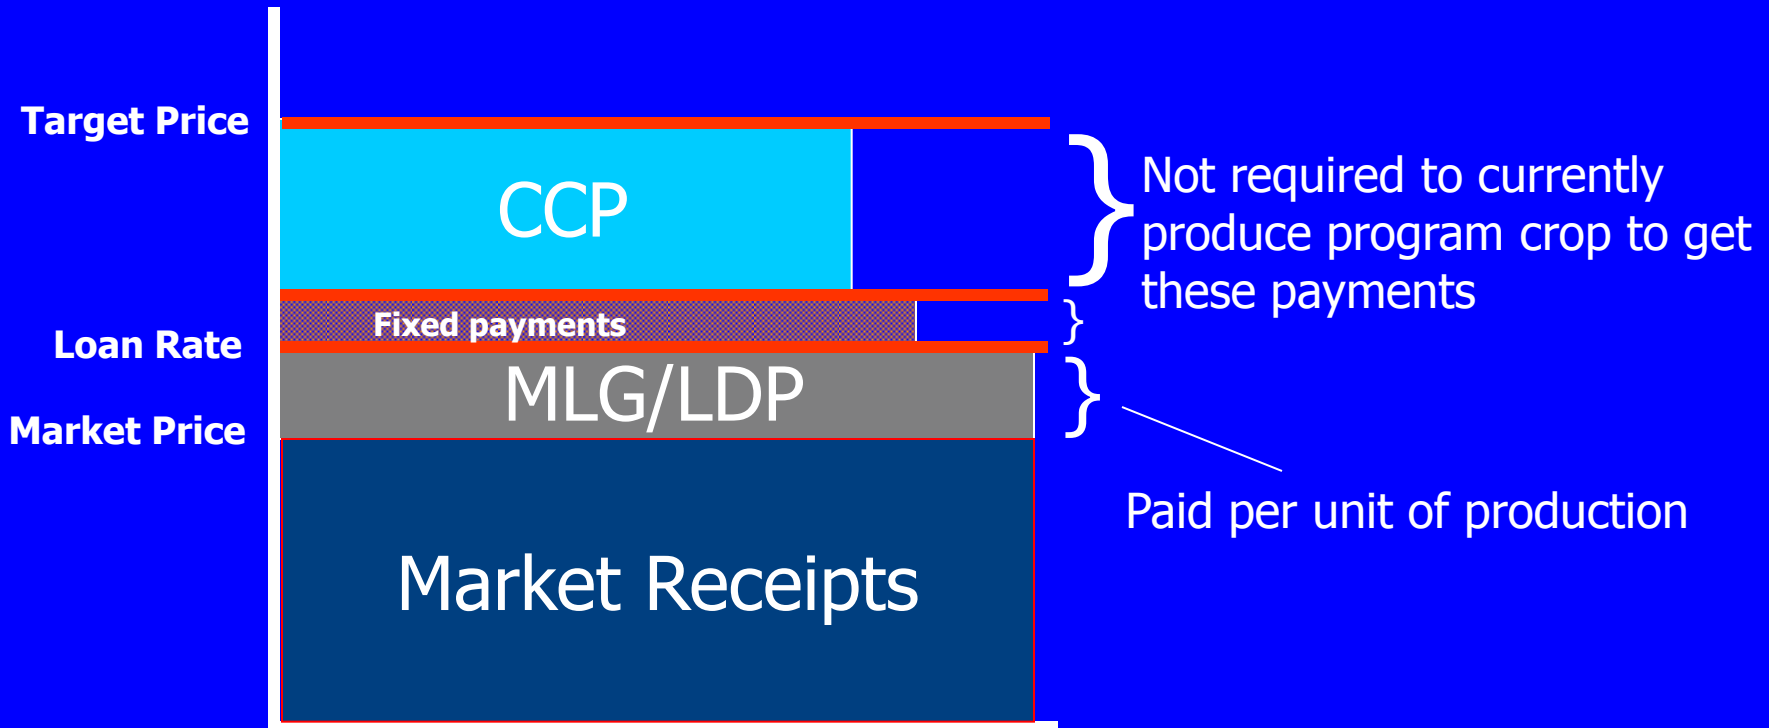 Target Price
CCP
Not required to currently
produce program crop to get
these payments
}
Fixed payments
}
Loan Rate
MLG/LDP
}
Market Price
Paid per unit of production
Market Receipts